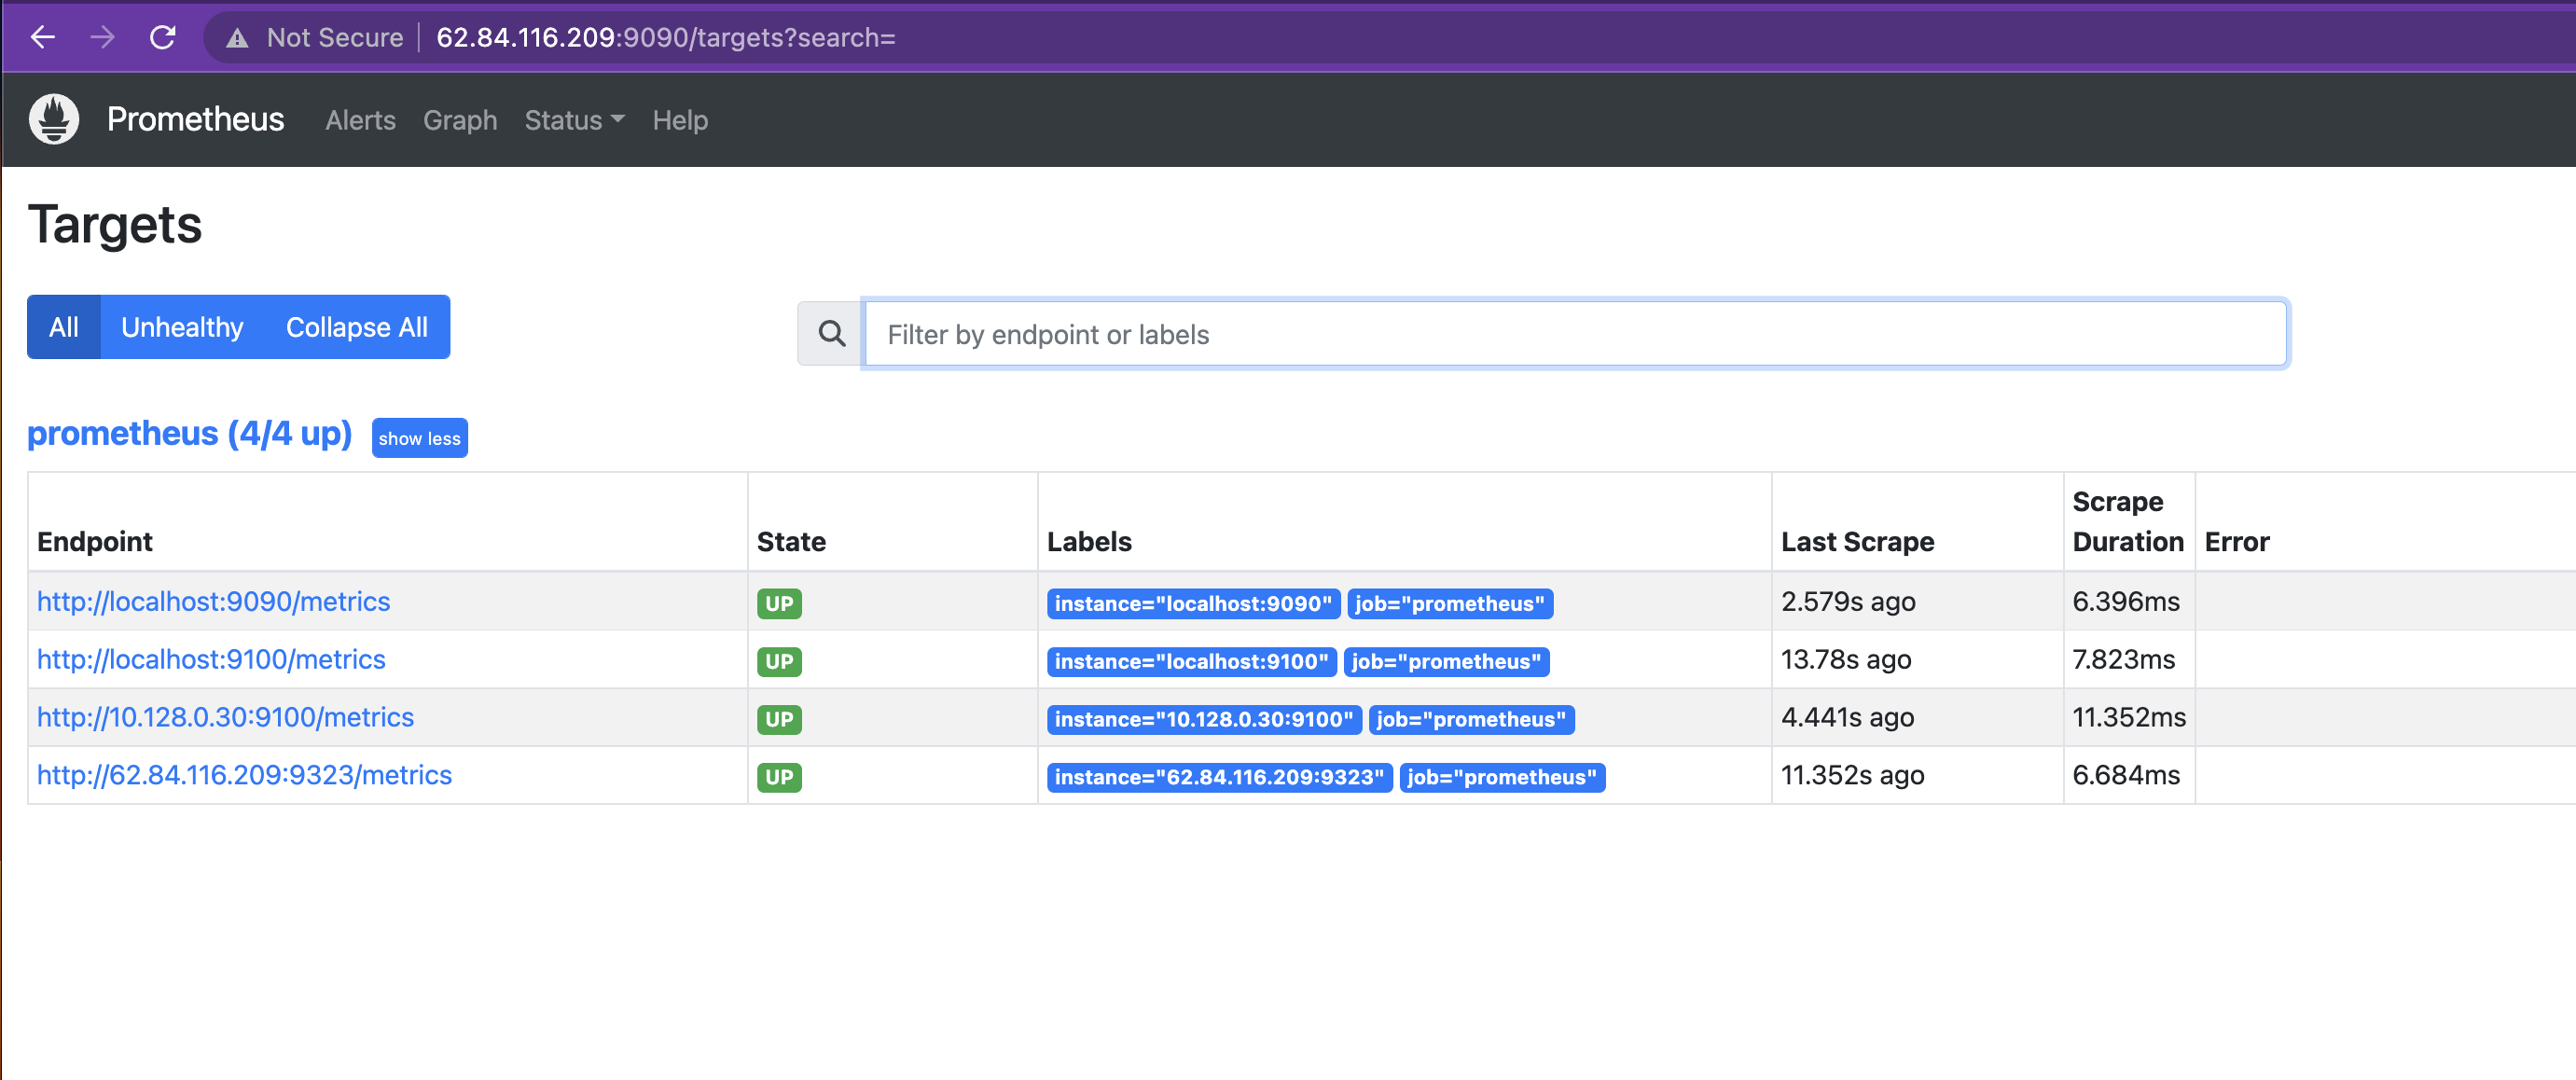 Not Secure 62.84.116.209:9090/targets?search=
Prometheus Alerts Graph Status Help
Targets
All Unhealthy Collapse All Filter by endpoint or labels
prometheus (4/4 up) show less
Endpoint State Labels Last Scrape Scrape Duration Error
http://localhost:9090/metrics UP instance="localhost:9090" job="prometheus" 2.579s ago 6.396ms
http://localhost:9100/metrics UP instance="localhost:9100" job="prometheus" 13.78s ago 7.823ms
http://10.128.0.30:9100/metrics UP instance="10.128.0.30:9100" job="prometheus" 4.441s ago 11.352ms
http://62.84.116.209:9323/metrics UP instance="62.84.116.209:9323" job="prometheus" 11.352s ago 6.684ms